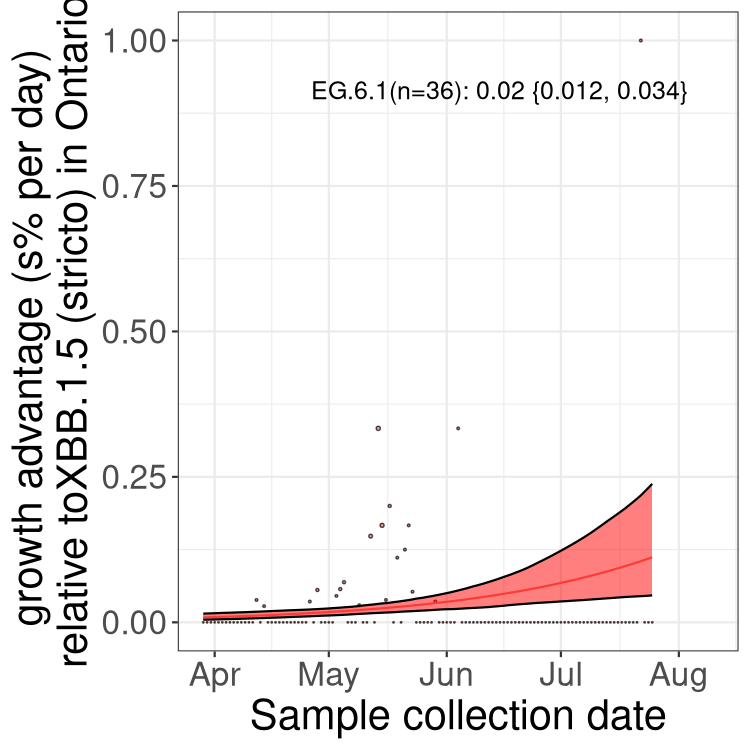 growth advantage (s% per day)
relative toXBB.1.5 (stricto) in Ontario
1.00
0.75
0.50
0.25
0.00
EG.6.1(n=36): 0.02 {0.012, 0.034}
Apr May Jun Jul Aug
Sample collection date